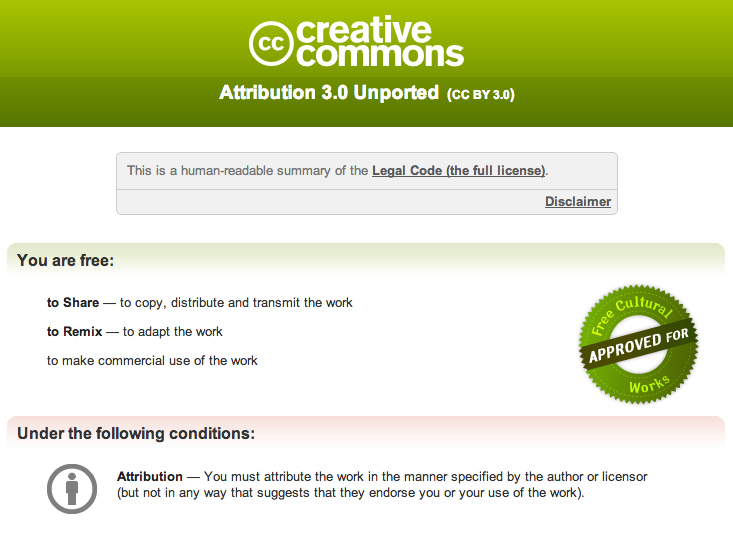 cc creative
commons
Attribution 3.0 Unported (CC BY 3.0)
This is a human-readable summary of the Legal Code (the full license).
Disclaimer
You are free:
to Share — to copy, distribute and transmit the work
to Remix — to adapt the work
to make commercial use of the work
Free Cultural
APPROVED FOR
Works
Under the following conditions:
Attribution — You must attribute the work in the manner specified by the author or licensor
(but not in any way that suggests that they endorse you or your use of the work).